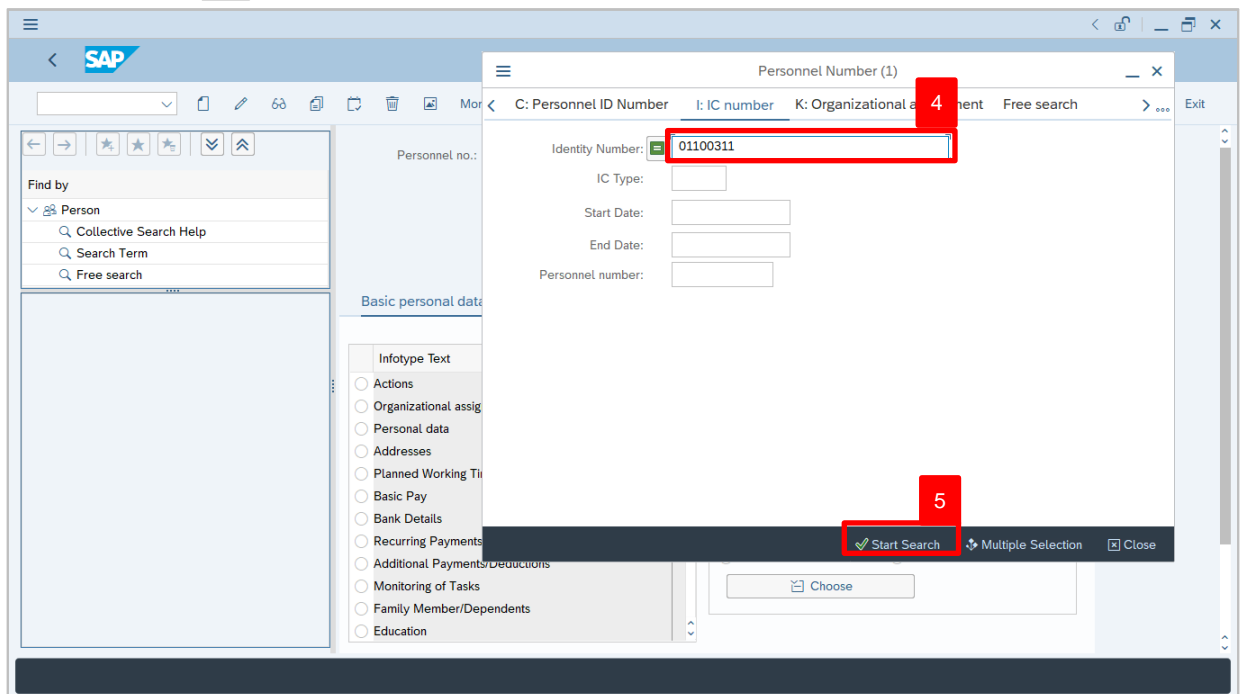 SAP
Personnel Number (1)
Mor
C: Personnel ID Number
I: IC number
K: Organizational a
4
ment
Free search
Exit
Personnel no.:
Identity Number:
01100311
IC Type:
Start Date:
End Date:
Personnel number:
Find by
Person
Collective Search Help
Search Term
Free search
Basic personal data
Infotype Text
Actions
Organizational assig
Personal data
Addresses
Planned Working Ti
Basic Pay
Bank Details
Recurring Payments
Additional Payments/Deductions
Monitoring of Tasks
Family Member/Dependents
Education
5
Start Search
Multiple Selection
Close
Choose